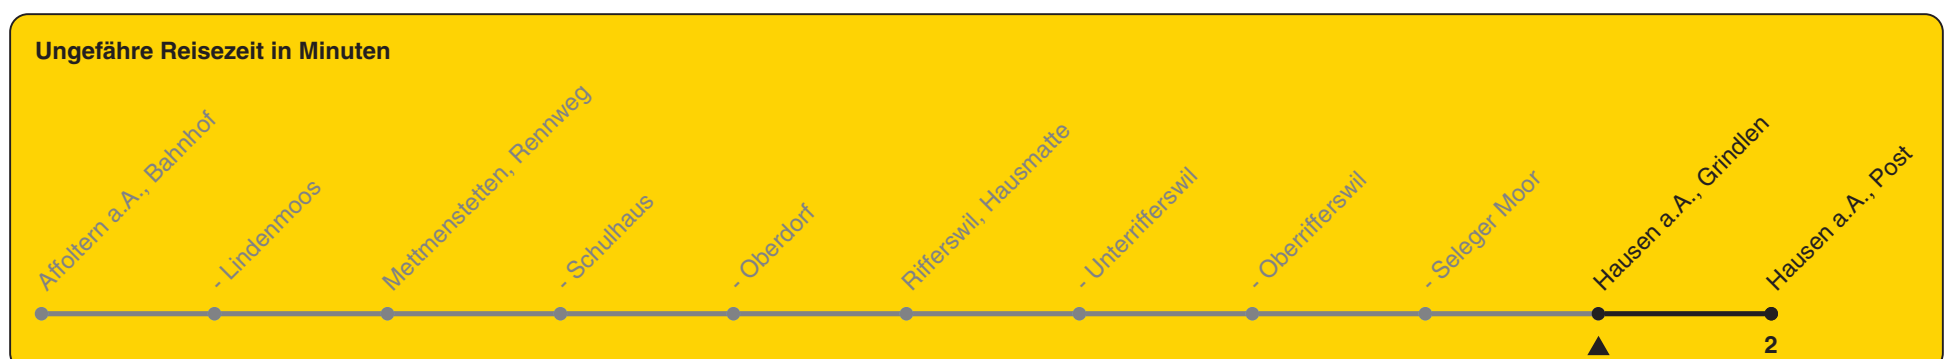 Ungefähre Reisezeit in Minuten
Affoltern a.A., Bahnhof
- Lindenmoos
Mettmenstetten, Rennweg
- Schulhaus
- Oberdorf
Rifferswil, Hausmatte
- Unterrifferswil
- Oberrifferswil
- Seleger Moor
Hausen a.A., Grindlen
Hausen a.A., Post
2